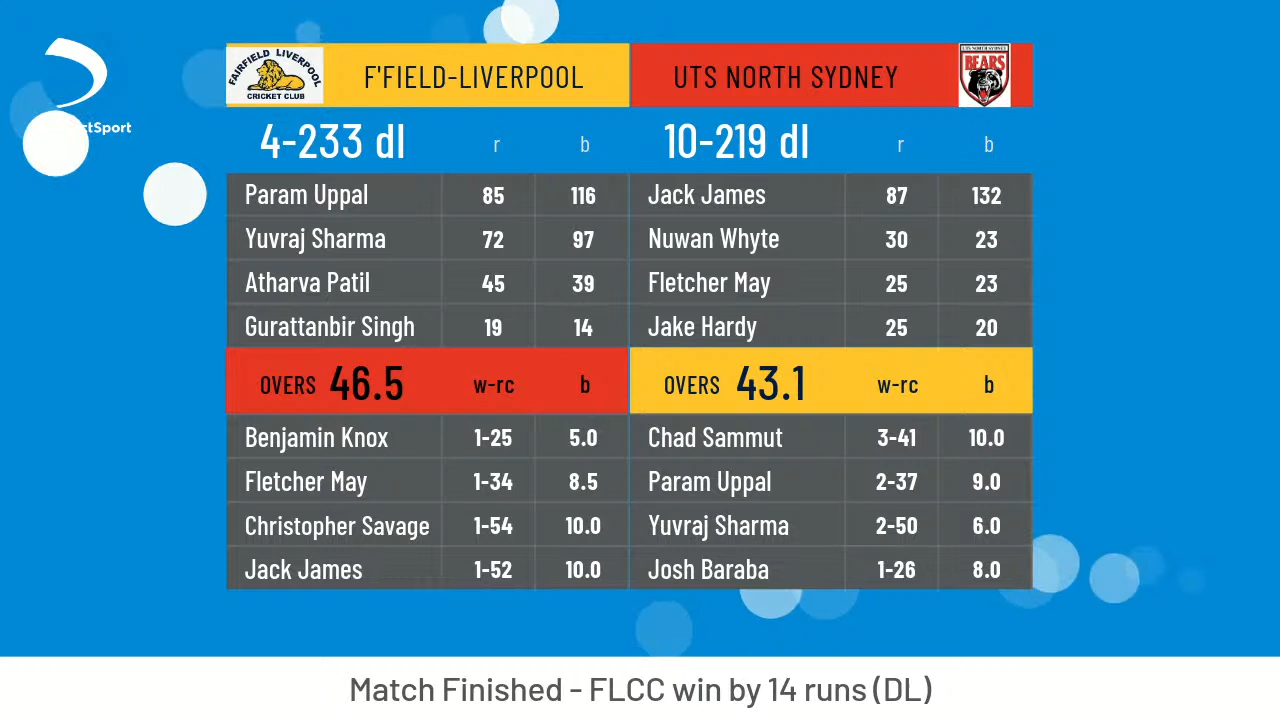 FAIRFIELD LIVERPOOL
CRICKET CLUB
F'FIELD-LIVERPOOL
UTS NORTH SYDNEY
UTS NORTH SYDNEY
BEARS
4-233 dl r b
10-219 dl r b
Param Uppal 85 116
Jack James 87 132
Yuvraj Sharma 72 97
Nuwan Whyte 30 23
Atharva Patil 45 39
Fletcher May 25 23
Gurattanbir Singh 19 14
Jake Hardy 25 20
OVERS 46.5 w-rc b
OVERS 43.1 w-rc b
Benjamin Knox 1-25 5.0
Chad Sammut 3-41 10.0
Fletcher May 1-34 8.5
Param Uppal 2-37 9.0
Christopher Savage 1-54 10.0
Yuvraj Sharma 2-50 6.0
Jack James 1-52 10.0
Josh Baraba 1-26 8.0
Match Finished - FLCC win by 14 runs (DL)